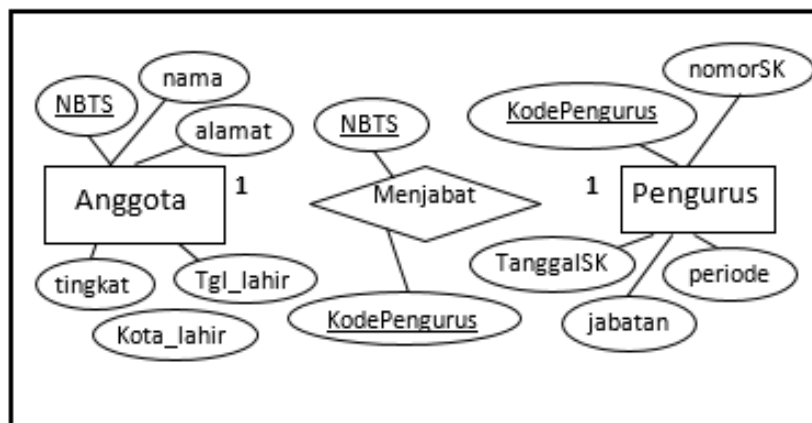 NBTS
nama
alamat
Anggota
1
tingkat
Tgl_lahir
Kota_lahir
NBTS
Menjabat
KodePengurus
nomorSK
KodePengurus
1
Pengurus
TanggalSK
periode
jabatan